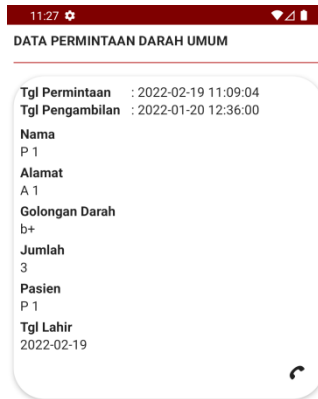 11:27
DATA PERMINTAAN DARAH UMUM
Tgl Permintaan : 2022-02-19 11:09:04
Tgl Pengambilan : 2022-01-20 12:36:00
Nama
P 1
Alamat
A 1
Golongan Darah
b+
Jumlah
3
Pasien
P 1
Tgl Lahir
2022-02-19